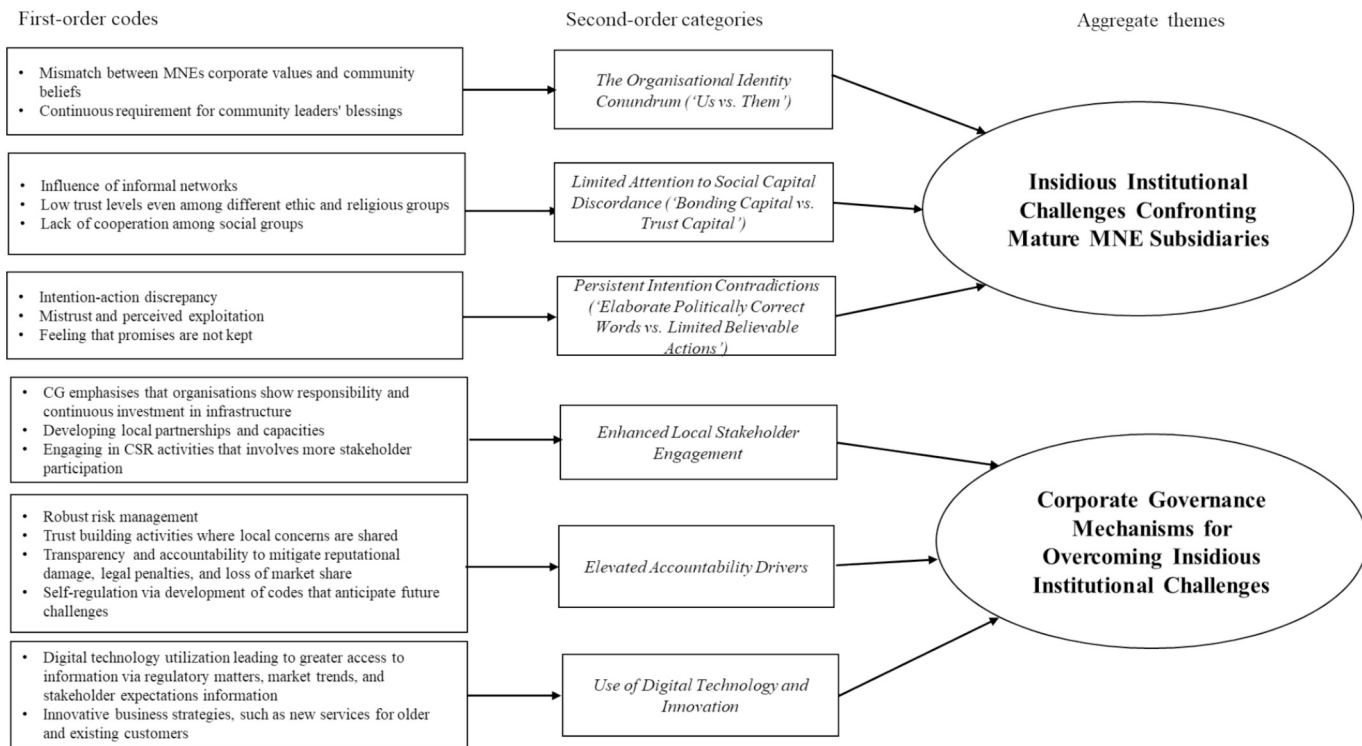 First-order codes
Second-order categories
Aggregate themes
• Mismatch between MNEs corporate values and community
beliefs
• Continuous requirement for community leaders' blessings
The Organisational Identity
Conundrum (‘Us vs. Them’)
• Influence of informal networks
• Low trust levels even among different ethic and religious groups
• Lack of cooperation among social groups
Limited Attention to Social Capital
Discordance (‘Bonding Capital vs.
Trust Capital’)
• Intention-action discrepancy
• Mistrust and perceived exploitation
• Feeling that promises are not kept
Persistent Intention Contradictions
(‘Elaborate Politically Correct
Words vs. Limited Believable
Actions’)
Insidious Institutional
Challenges Confronting
Mature MNE Subsidiaries
• CG emphasises that organisations show responsibility and
continuous investment in infrastructure
• Developing local partnerships and capacities
• Engaging in CSR activities that involves more stakeholder
participation
Enhanced Local Stakeholder
Engagement
• Robust risk management
• Trust building activities where local concerns are shared
• Transparency and accountability to mitigate reputational
damage, legal penalties, and loss of market share
• Self-regulation via development of codes that anticipate future
challenges
Elevated Accountability Drivers
• Digital technology utilization leading to greater access to
information via regulatory matters, market trends, and
stakeholder expectations information
• Innovative business strategies, such as new services for older
and existing customers
Use of Digital Technology and
Innovation
Corporate Governance
Mechanisms for
Overcoming Insidious
Institutional Challenges